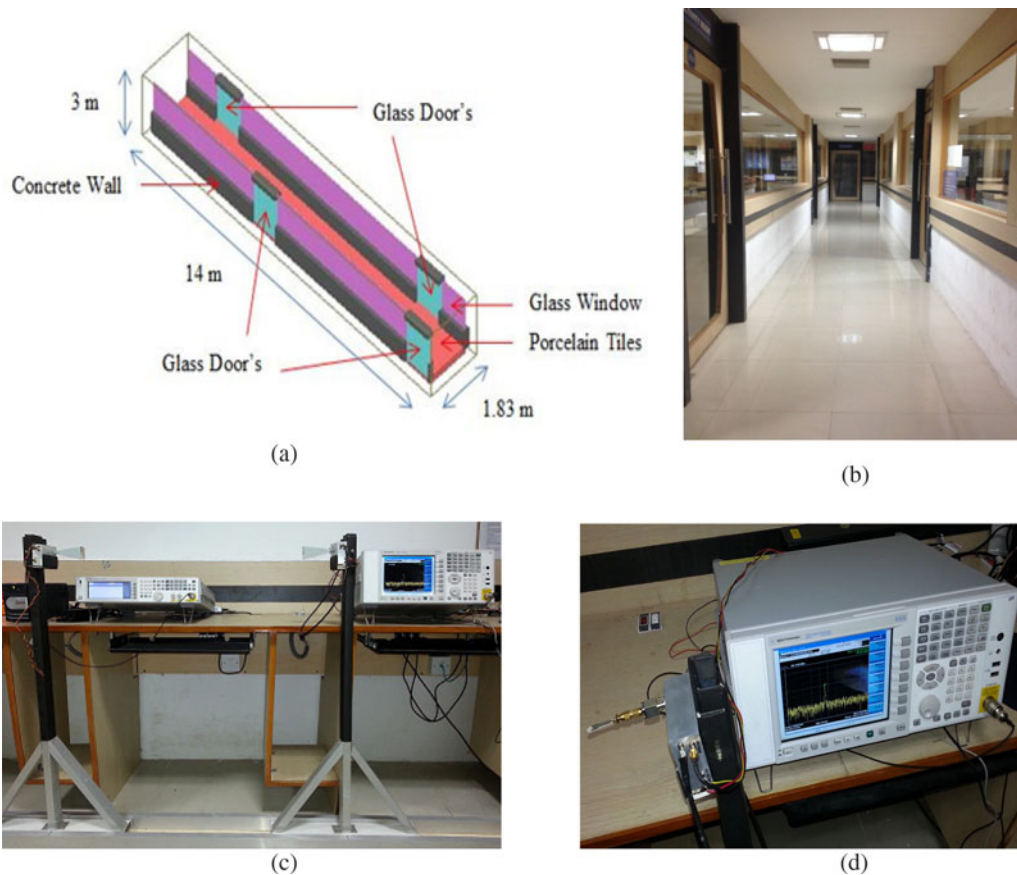 3 m
Glass Door's
Concrete Wall
14 m
Glass Window
Porcelain Tiles
Glass Door's
1.83 m
(a)
(b)
(c)
(d)